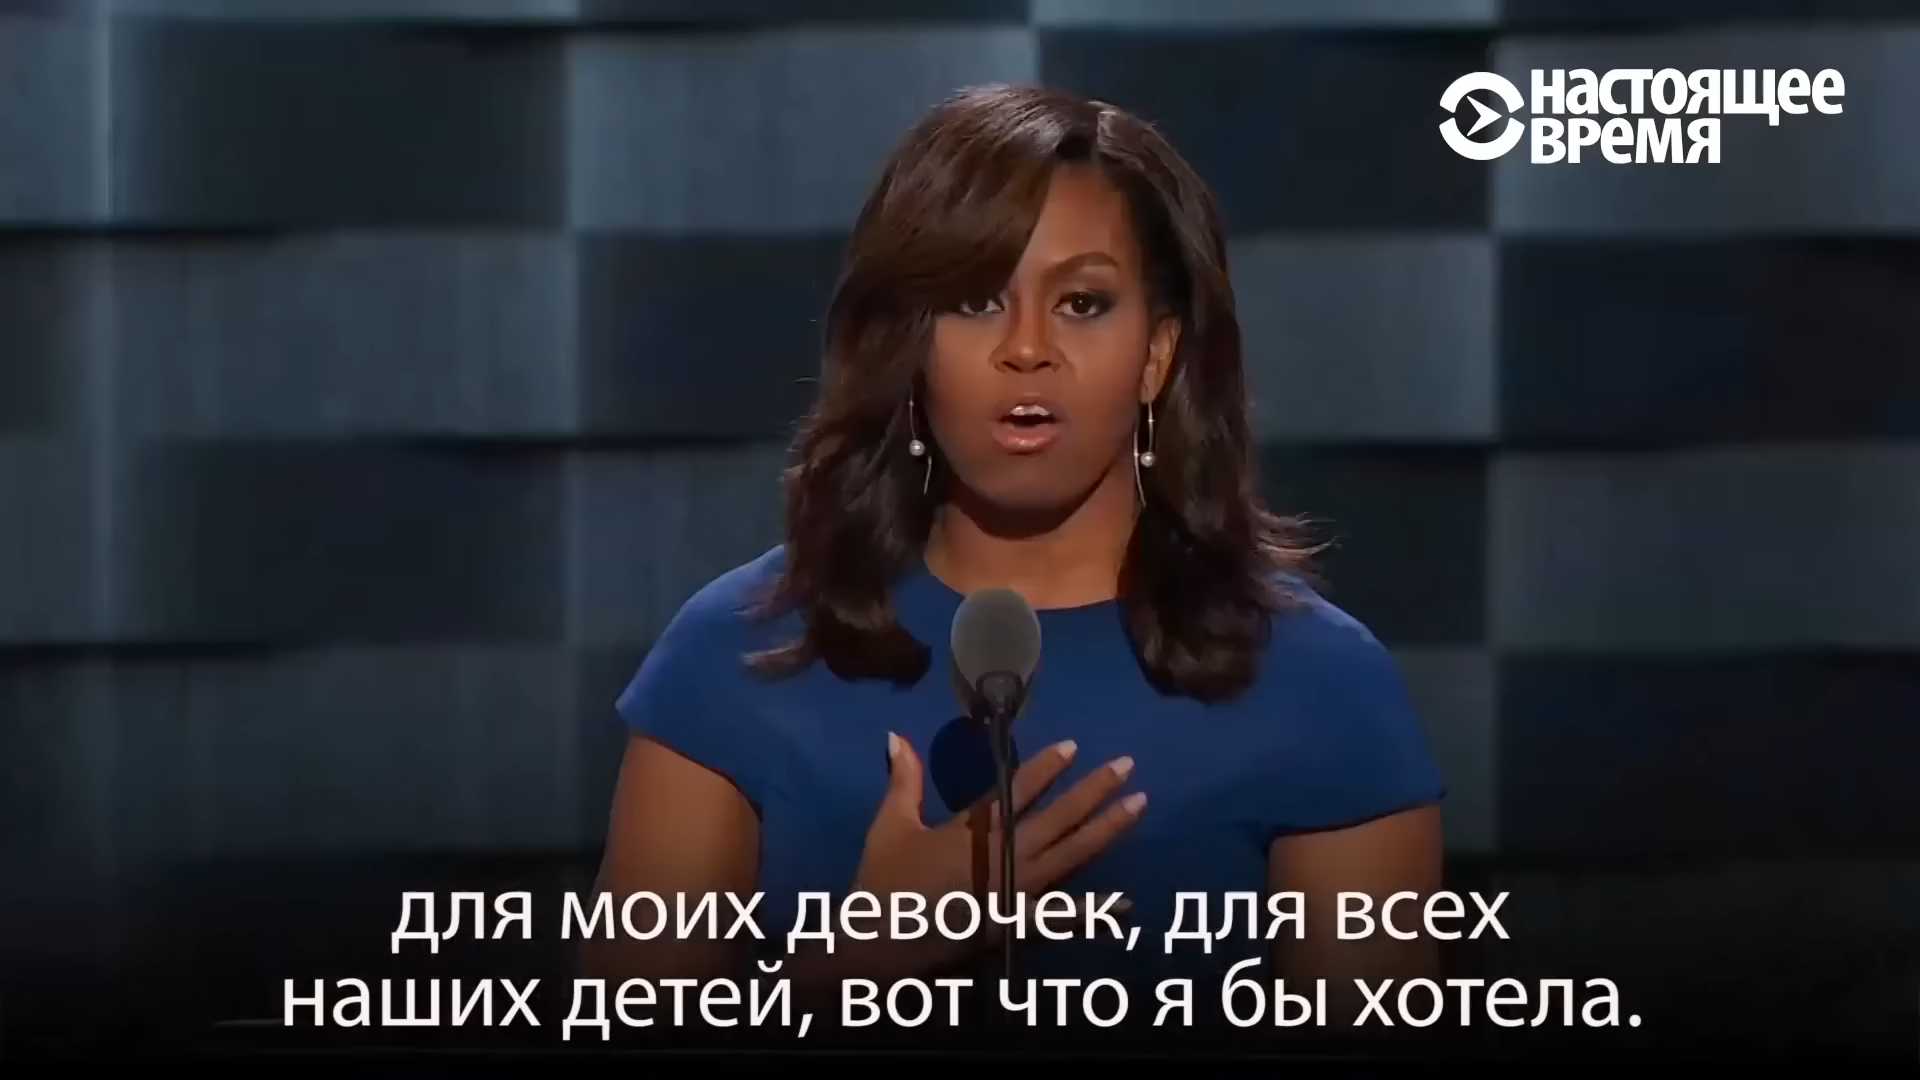 настоящее
время
для моих девочек, для всех
наших детей, вот что я бы хотела.